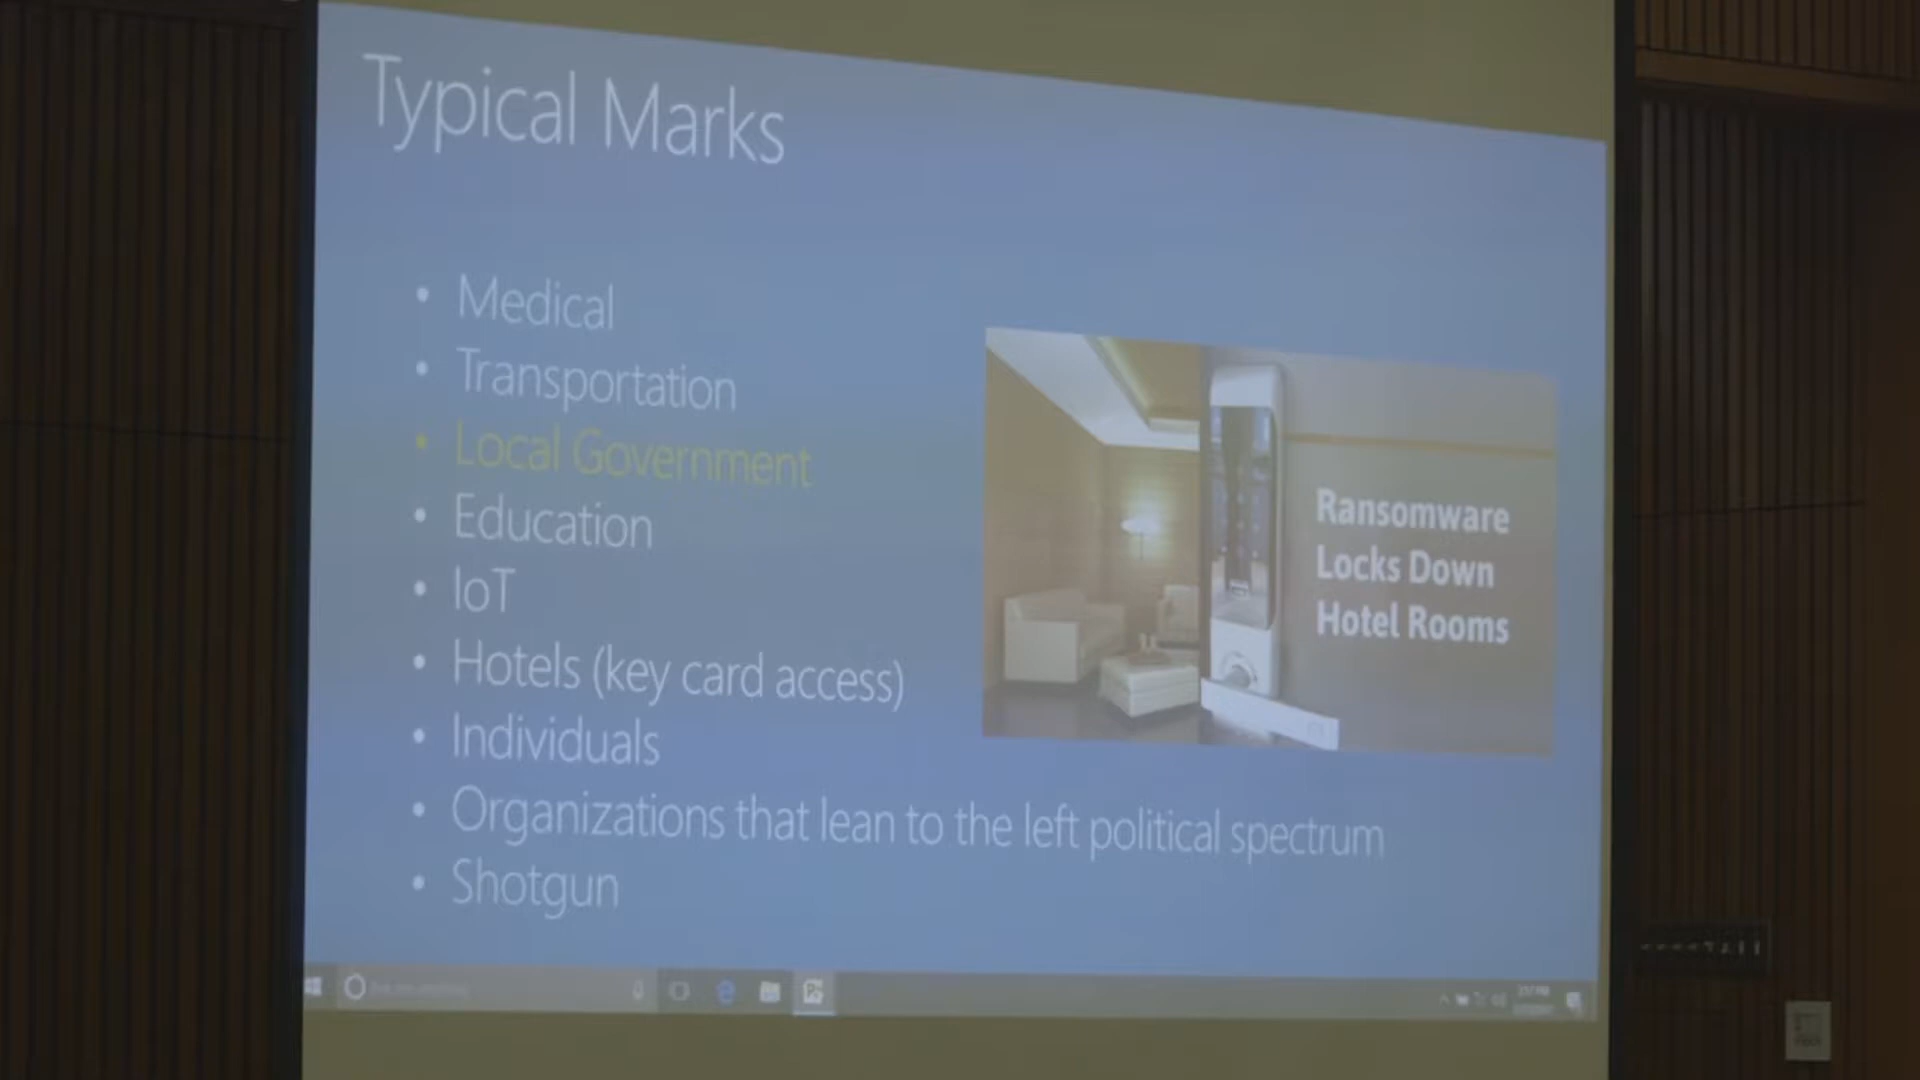 Typical Marks
• Medical
• Transportation
• Local Government
• Education
• IoT
• Hotels (key card access)
• Individuals
• Organizations that lean to the left political spectrum
• Shotgun
Ransomware
Locks Down
Hotel Rooms